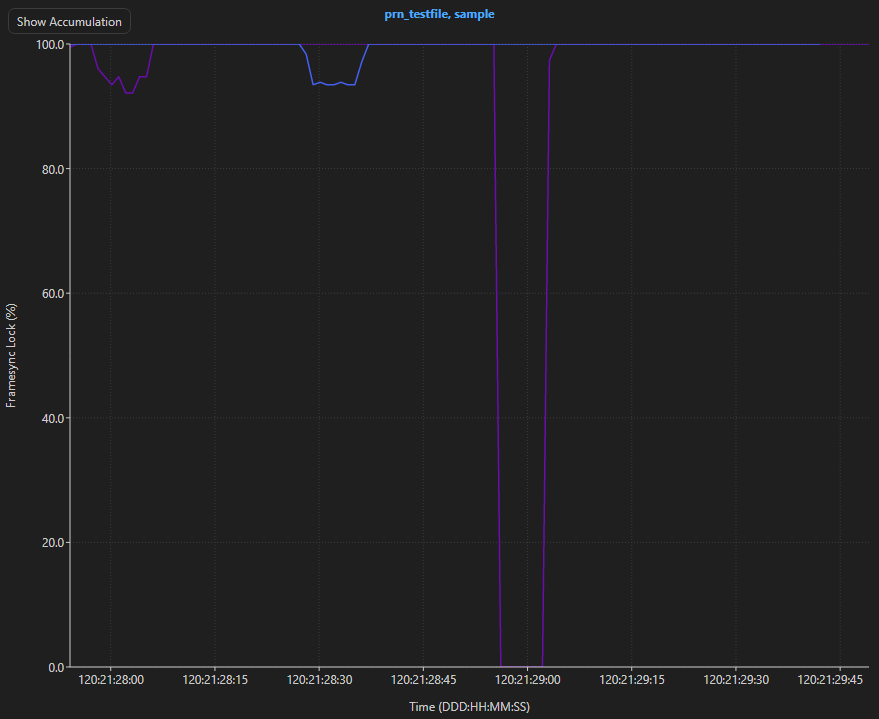 prn_testfile, sample
Show Accumulation
100.0
80.0
60.0
40.0
20.0
0.0
Framesync Lock (%)
120:21:28:00 120:21:28:15 120:21:28:30 120:21:28:45 120:21:29:00 120:21:29:15 120:21:29:30 120:21:29:45
Time (DDD:HH:MM:SS)